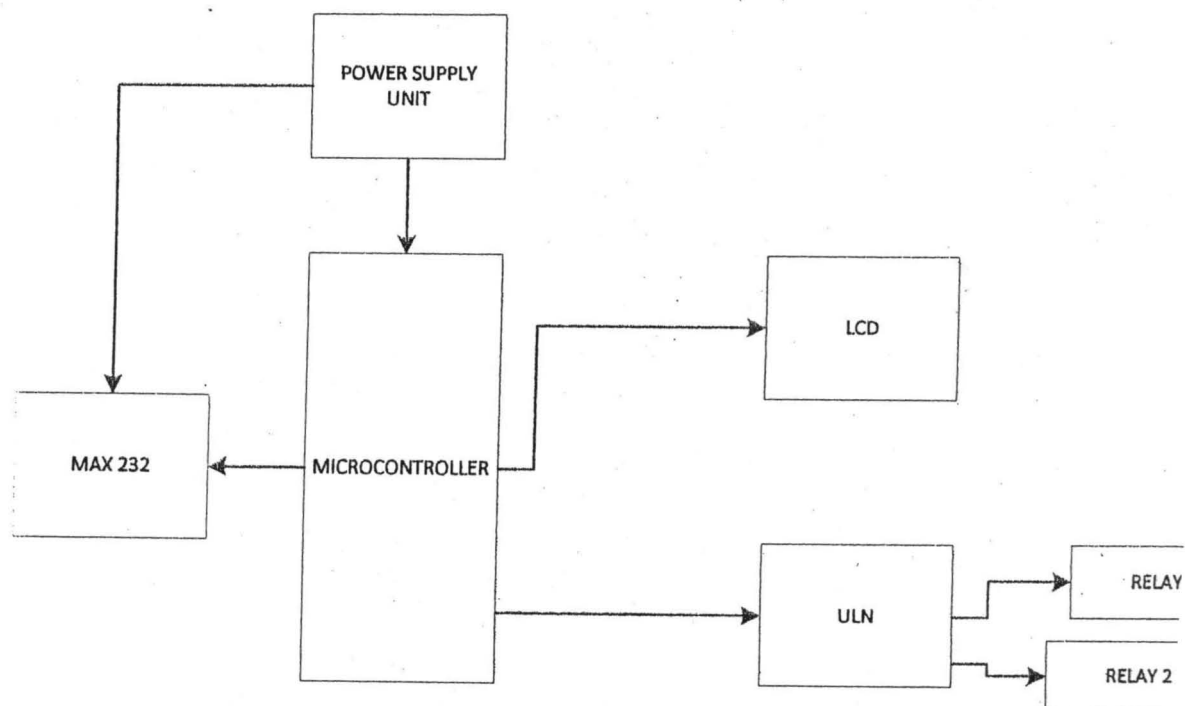 POWER SUPPLY
UNIT
LCD
MAX 232
MICROCONTROLLER
ULN
RELAY
RELAY 2